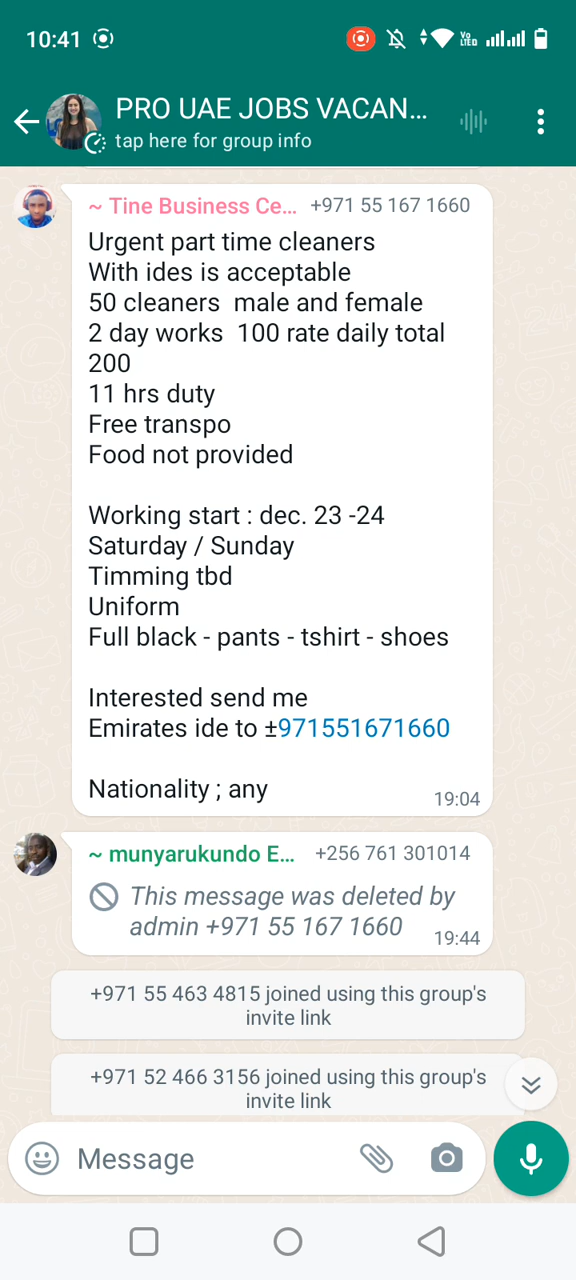 10:41
Vo LTED
PRO UAE JOBS VACAN...
tap here for group info
~ Tine Business Ce... +971 55 167 1660
Urgent part time cleaners
With ides is acceptable
50 cleaners  male and female
2 day works  100 rate daily total
200
11 hrs duty
Free transpo
Food not provided
Working start : dec. 23 -24
Saturday / Sunday
Timming tbd
Uniform
Full black - pants - tshirt - shoes
Interested send me
Emirates ide to ±971551671660
Nationality ; any
19:04
~ munyarukundo E... +256 761 301014
This message was deleted by
admin +971 55 167 1660
19:44
+971 55 463 4815 joined using this group's
invite link
+971 52 466 3156 joined using this group's
invite link
Message